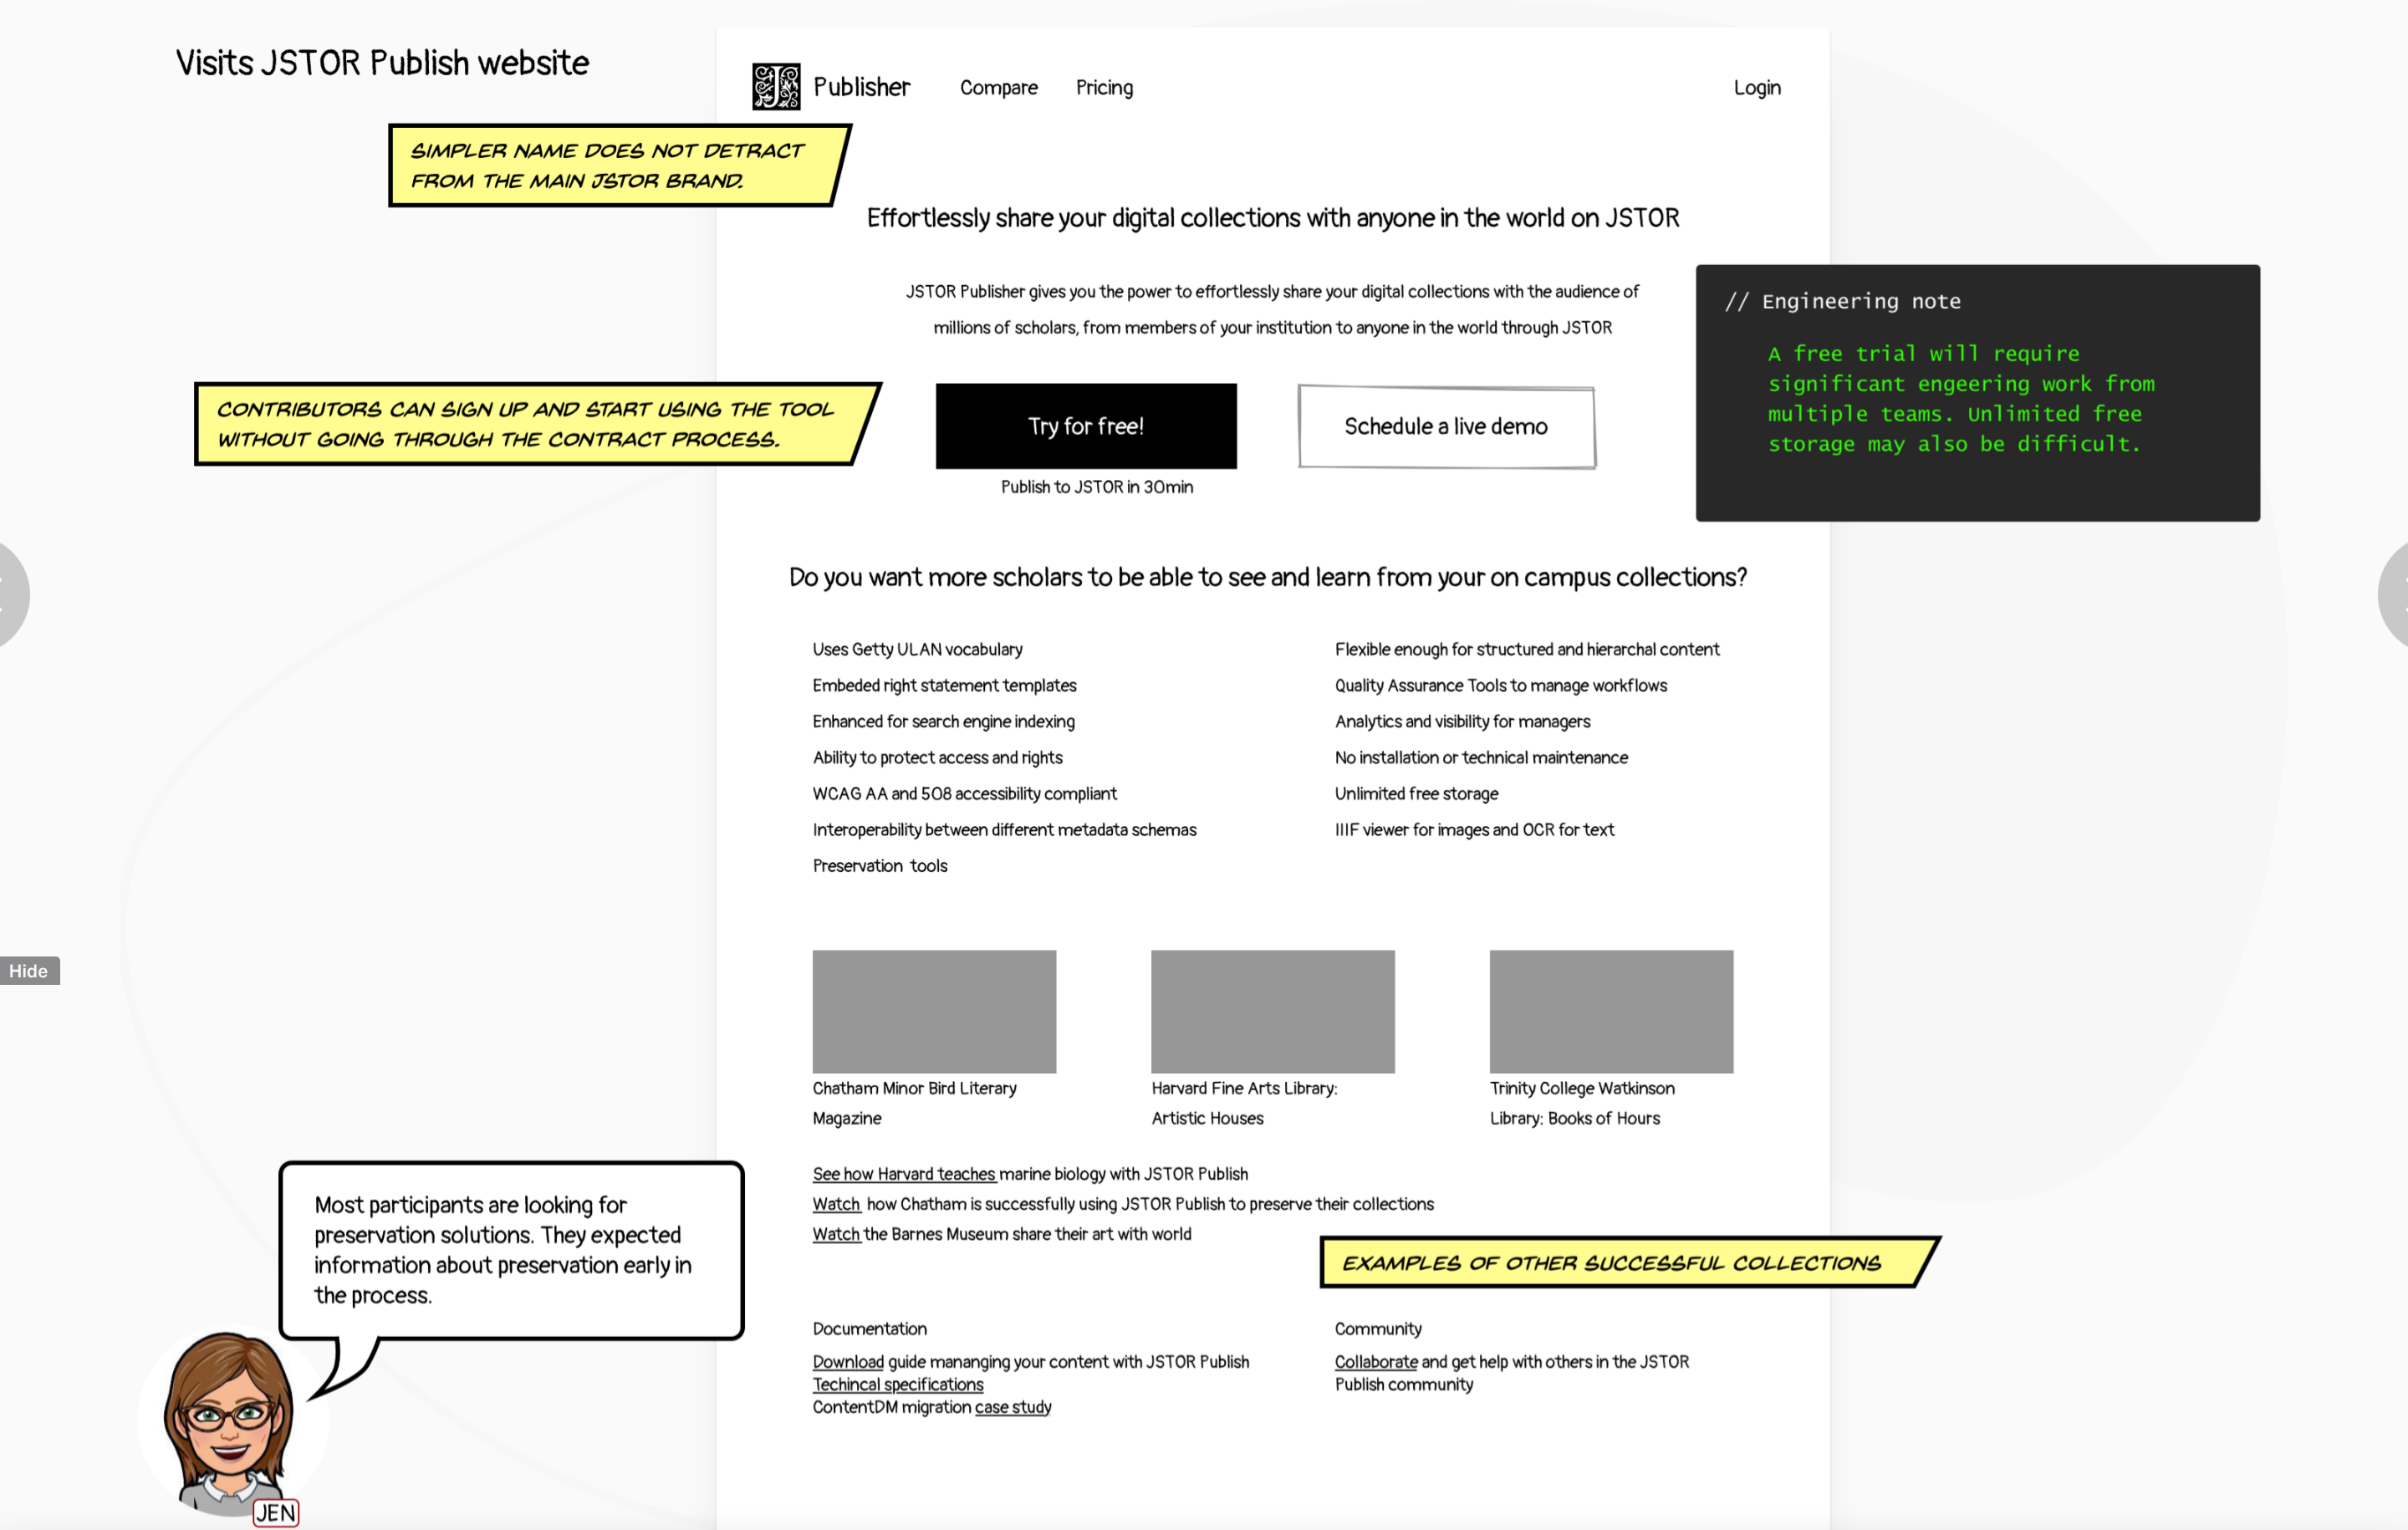 Visits JSTOR Publish website
J Publisher Compare Pricing Login
SIMPLER NAME DOES NOT DETRACT
FROM THE MAIN JSTOR BRAND.
Effortlessly share your digital collections with anyone in the world on JSTOR
JSTOR Publisher gives you the power to effortlessly share your digital collections with the audience of
millions of scholars, from members of your institution to anyone in the world through JSTOR
// Engineering note
A free trial will require
significant engeering work from
multiple teams. Unlimited free
storage may also be difficult.
CONTRIBUTORS CAN SIGN UP AND START USING THE TOOL
WITHOUT GOING THROUGH THE CONTRACT PROCESS.
Try for free!
Schedule a live demo
Publish to JSTOR in 30min
Do you want more scholars to be able to see and learn from your on campus collections?
Uses Getty ULAN vocabulary
Embeded right statement templates
Enhanced for search engine indexing
Ability to protect access and rights
WCAG AA and 508 accessibility compliant
Interoperability between different metadata schemas
Preservation tools
Flexible enough for structured and hierarchal content
Quality Assurance Tools to manage workflows
Analytics and visibility for managers
No installation or technical maintenance
Unlimited free storage
IIIF viewer for images and OCR for text
Hide
Chatham Minor Bird Literary
Magazine
Harvard Fine Arts Library:
Artistic Houses
Trinity College Watkinson
Library: Books of Hours
See how Harvard teaches marine biology with JSTOR Publish
Watch how Chatham is successfully using JSTOR Publish to preserve their collections
Watch the Barnes Museum share their art with world
EXAMPLES OF OTHER SUCCESSFUL COLLECTIONS
Most participants are looking for
preservation solutions. They expected
information about preservation early in
the process.
JEN
Documentation
Download guide mananging your content with JSTOR Publish
Techincal specifications
ContentDM migration case study
Community
Collaborate and get help with others in the JSTOR
Publish community